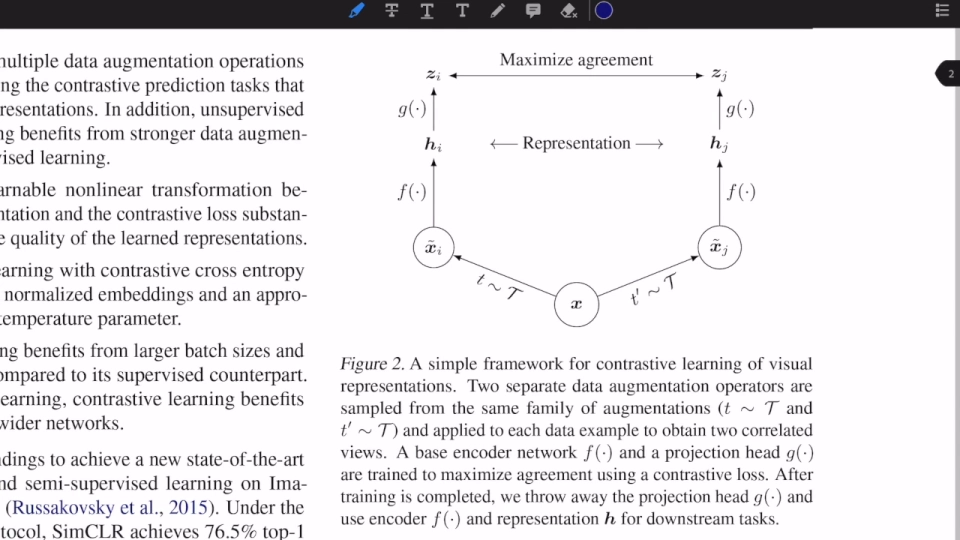 nultiple data augmentation operations
ng the contrastive prediction tasks that
resentations. In addition, unsupervised
ng benefits from stronger data augmen-
ised learning.
arnable nonlinear transformation be-
ntation and the contrastive loss substan-
e quality of the learned representations.
earning with contrastive cross entropy
normalized embeddings and an appro-
temperature parameter.
ng benefits from larger batch sizes and
ompared to its supervised counterpart.
earning, contrastive learning benefits
wider networks.
ndings to achieve a new state-of-the-art
nd semi-supervised learning on Ima-
(Russakovsky et al., 2015). Under the
tocol, SimCLR achieves 76.5% top-1
T T T
2
Maximize agreement
z_i ⟷ z_j
g(·) g(·)
h_i ⟵ Representation ⟶ h_j
f(·) f(·)
x̃_i x̃_j
t ∼ 𝒯 t′ ∼ 𝒯
x
Figure 2. A simple framework for contrastive learning of visual
representations. Two separate data augmentation operators are
sampled from the same family of augmentations (t ∼ 𝒯 and
t′ ∼ 𝒯) and applied to each data example to obtain two correlated
views. A base encoder network f(·) and a projection head g(·)
are trained to maximize agreement using a contrastive loss. After
training is completed, we throw away the projection head g(·) and
use encoder f(·) and representation h for downstream tasks.